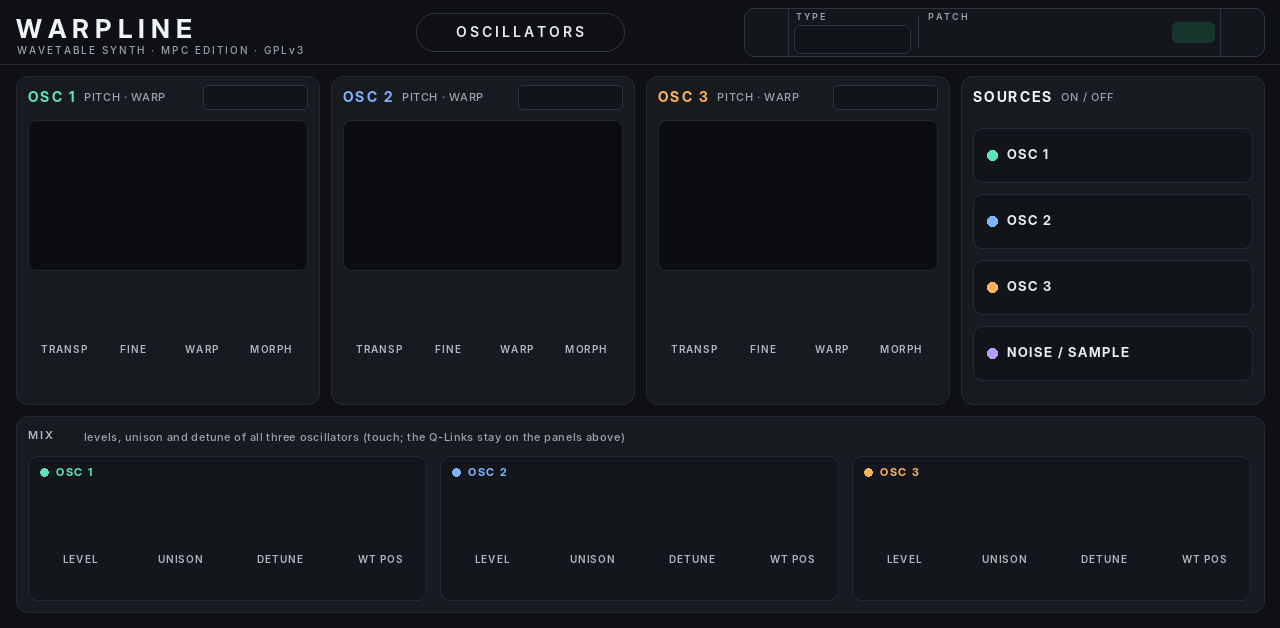 WARPLINE
WAVETABLE SYNTH · MPC EDITION · GPLv3
OSCILLATORS
TYPE
PATCH
OSC 1 PITCH · WARP
OSC 2 PITCH · WARP
OSC 3 PITCH · WARP
SOURCES ON / OFF
OSC 1
OSC 2
OSC 3
NOISE / SAMPLE
TRANSP FINE WARP MORPH
TRANSP FINE WARP MORPH
TRANSP FINE WARP MORPH
MIX levels, unison and detune of all three oscillators (touch; the Q-Links stay on the panels above)
OSC 1
LEVEL UNISON DETUNE WT POS
OSC 2
LEVEL UNISON DETUNE WT POS
OSC 3
LEVEL UNISON DETUNE WT POS